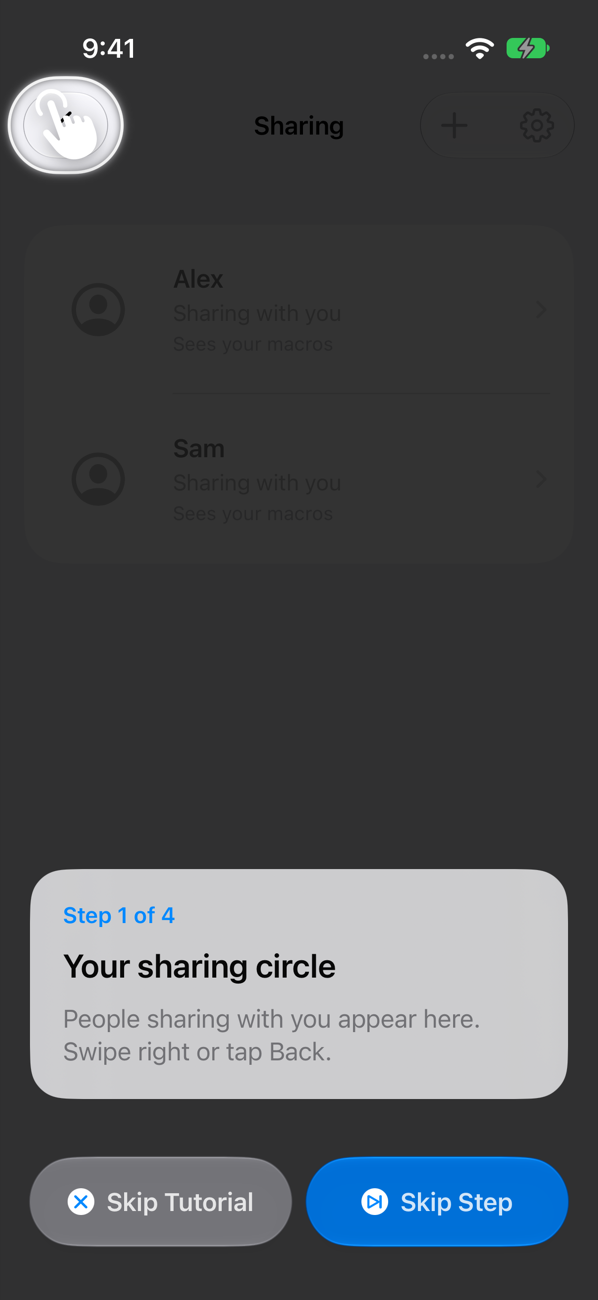 9:41
Sharing
Alex
Sharing with you
Sees your macros
Sam
Sharing with you
Sees your macros
Step 1 of 4
Your sharing circle
People sharing with you appear here.
Swipe right or tap Back.
Skip Tutorial
Skip Step